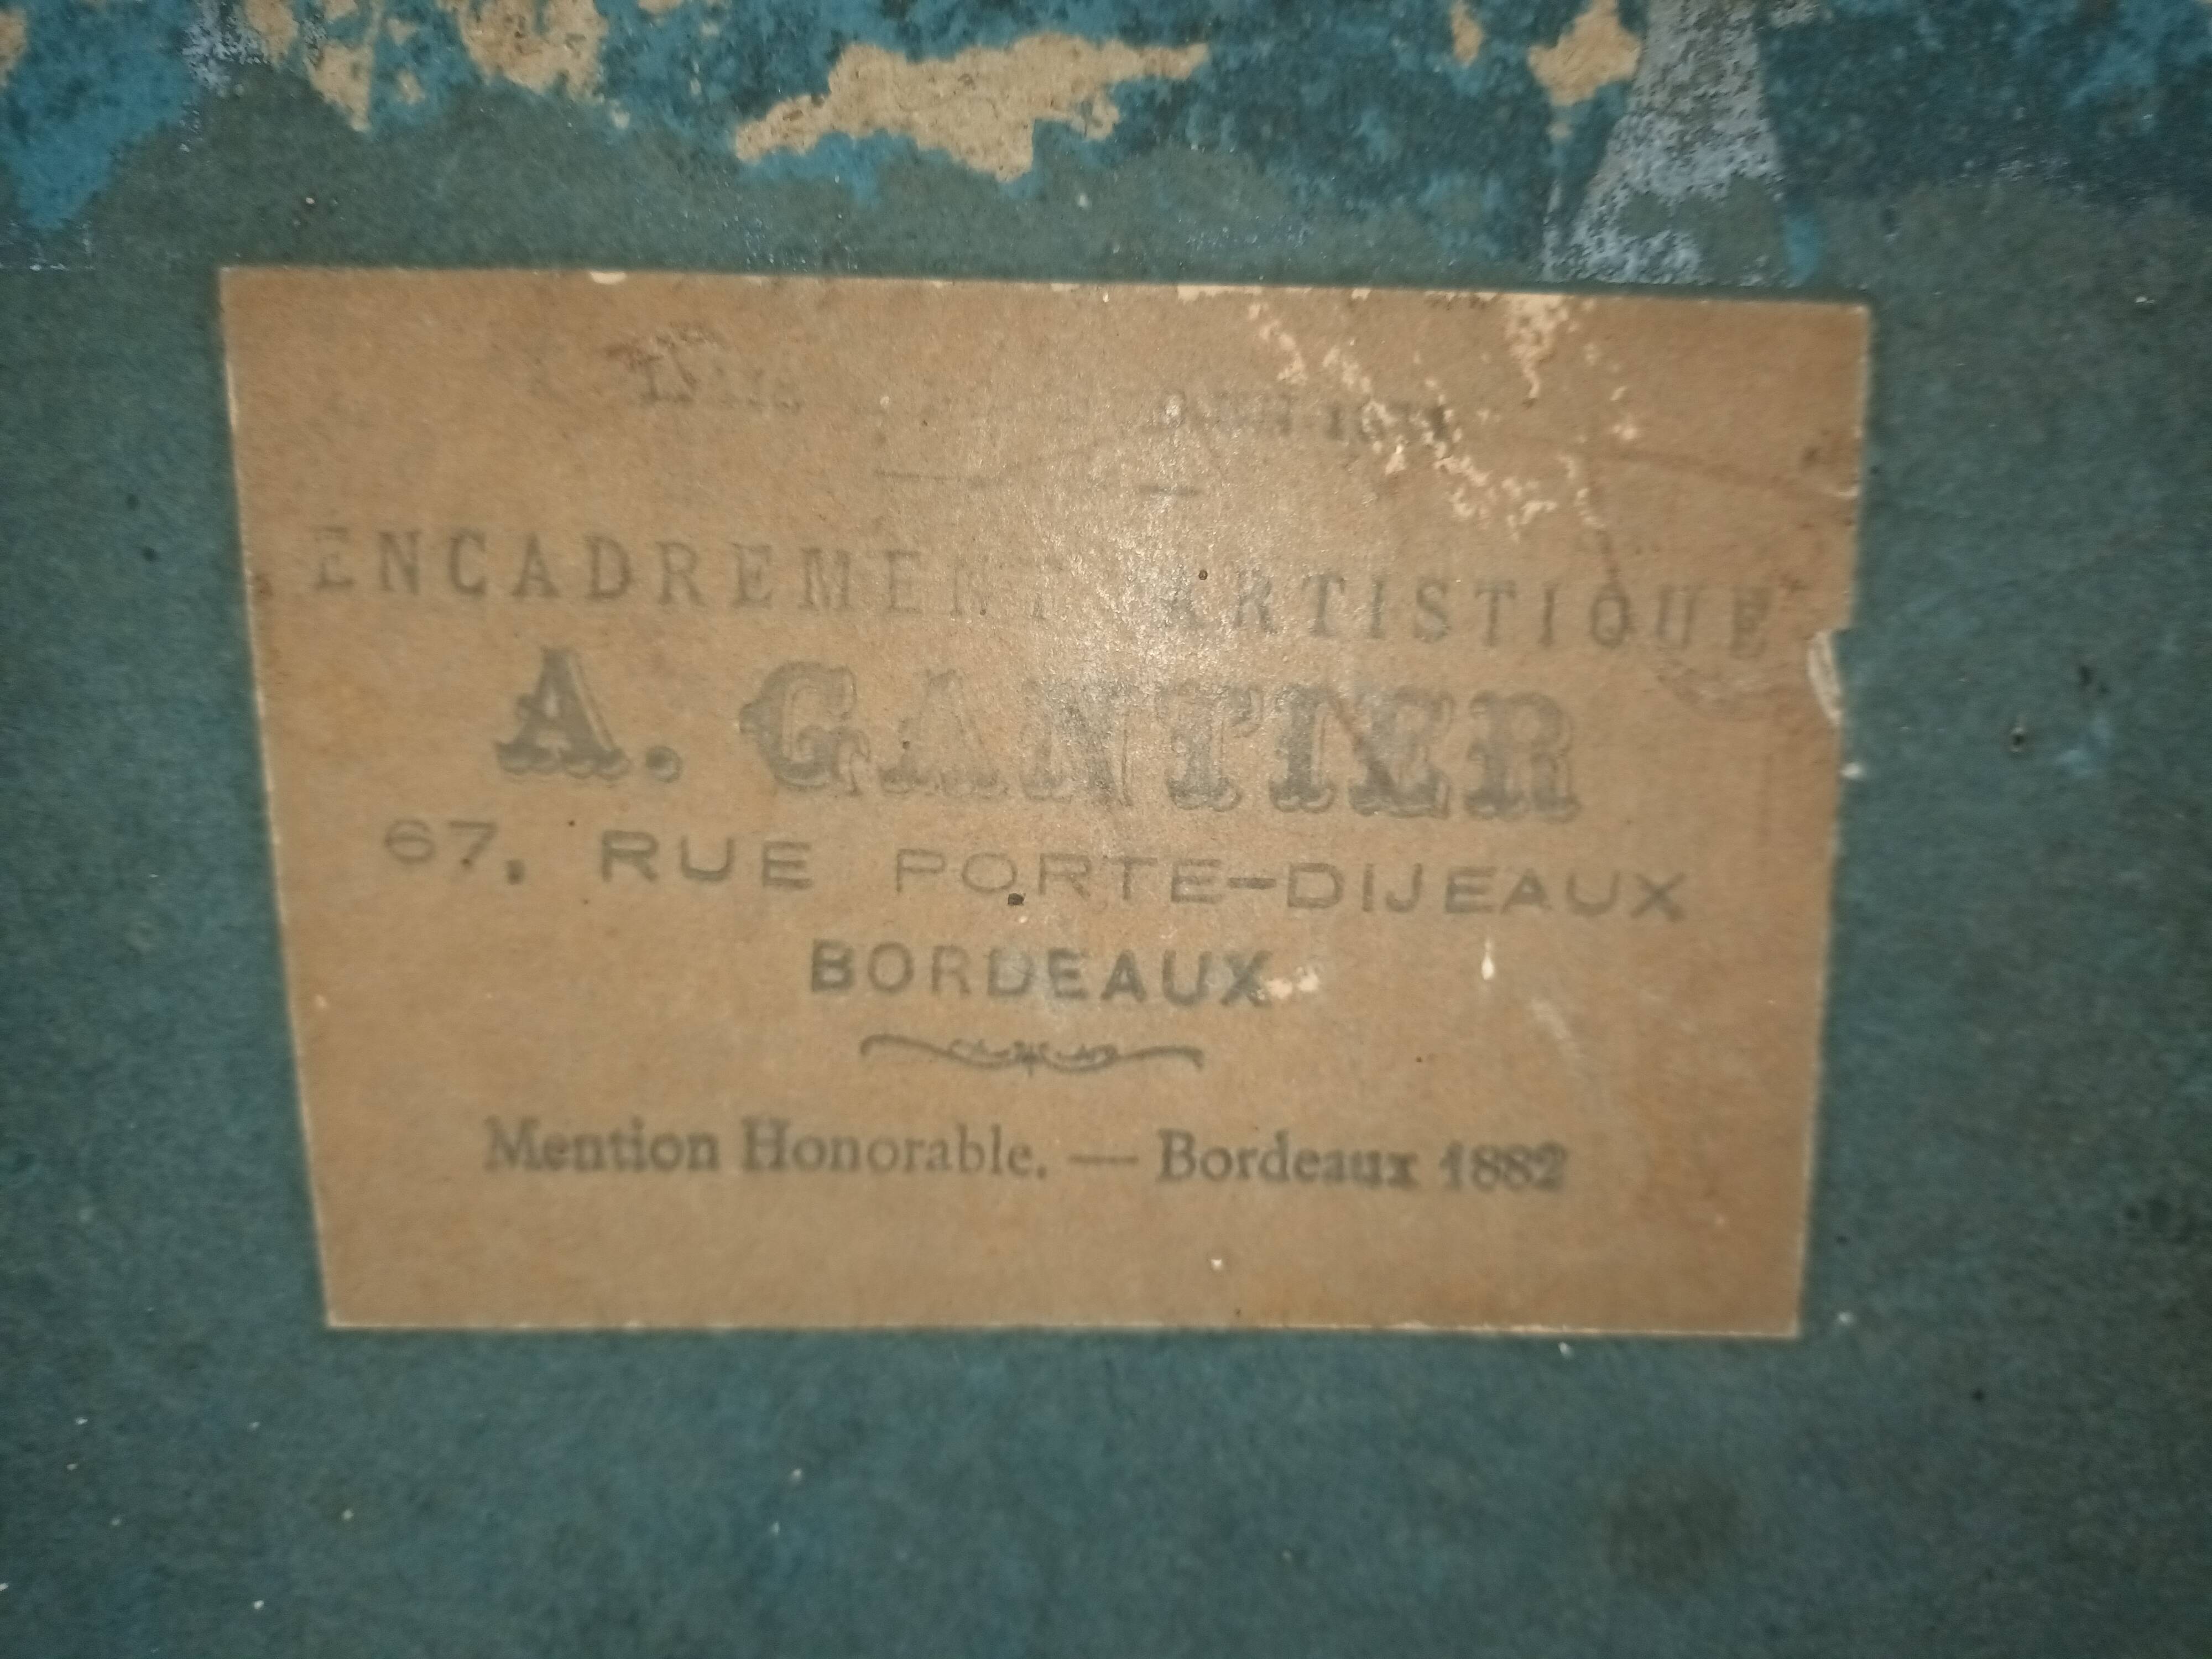 ENCADREMENT ARTISTIQUE
A. GANTIER
67, RUE PORTE-DIJEAUX
BORDEAUX
Mention Honorable. — Bordeaux 1882